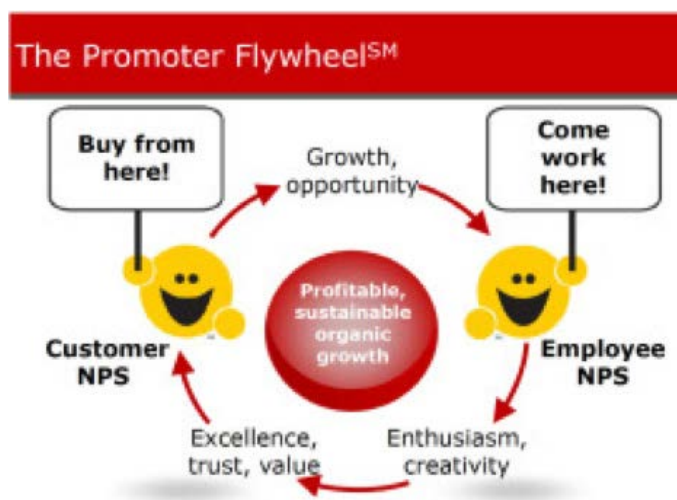 The Promoter Flywheel℠
Buy from
here!
Come
work
here!
Growth,
opportunity
Profitable,
sustainable
organic
growth
Customer
NPS
Employee
NPS
Excellence,
trust, value
Enthusiasm,
creativity